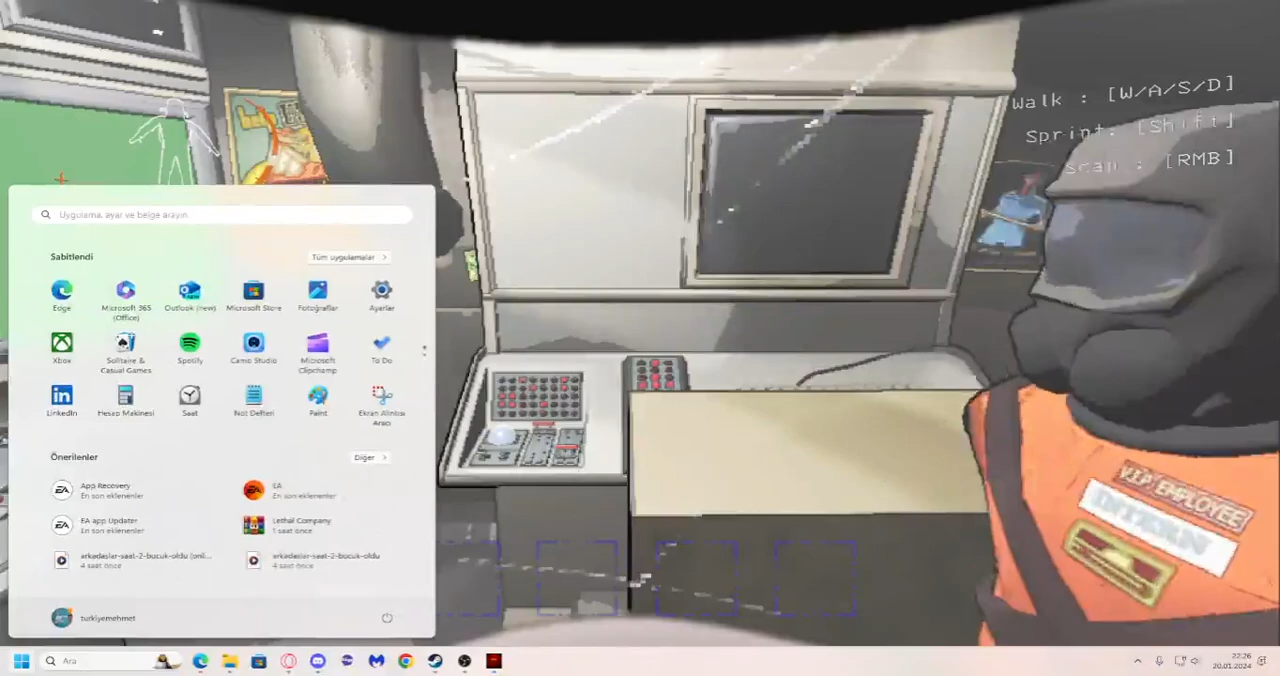 Walk : [W/A/S/D]
Sprint: [Shift]
Scan : [RMB]
Uygulama, ayar ve belge arayın
Sabitlendi
Tüm uygulamalar >
Edge
Microsoft 365 (Office)
Outlook (new)
Microsoft Store
Fotoğraflar
Ayarlar
Xbox
Solitaire & Casual Games
Spotify
Camo Studio
Microsoft Clipchamp
To Do
LinkedIn
Hesap Makinesi
Saat
Not Defteri
Paint
Ekran Alıntısı Aracı
Önerilenler
Diğer >
App Recovery
En son eklenenler
EA
En son eklenenler
EA app Updater
En son eklenenler
Lethal Company
1 saat önce
arkadaslar-saat-2-bucuk-oldu (onli...
4 saat önce
arkadaslar-saat-2-bucuk-oldu
4 saat önce
turkiyemehmet
VIP EMPLOYEE
INTERN
Ara
22:26
20.01.2024